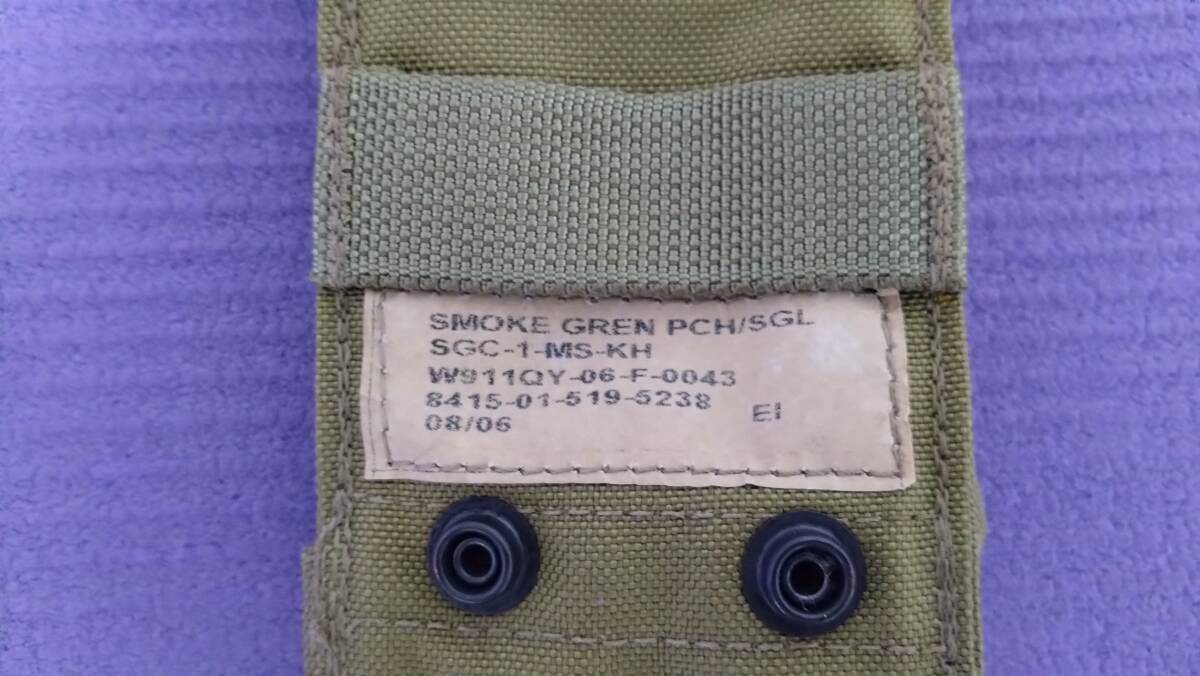 SMOKE GREN PCH/SGL
SGC-1-MS-KH
W911QY-06-F-0043
8415-01-519-5238 EI
08/06